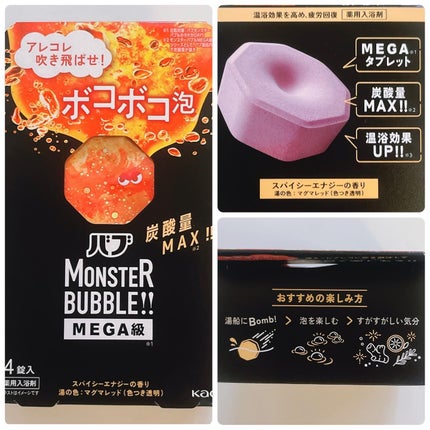 アレコレ
吹き飛ばせ!
ボコボコ泡
バブ
MONSTER
BUBBLE!!
MEGA級
※1
炭酸量
MAX!!
※2
4錠入
薬用入浴剤
スパイシーエナジーの香り
湯の色:マグマレッド(色つき透明)
温浴効果を高め、疲労回復
薬用入浴剤
MEGA※1
タブレット
炭酸量
MAX!!※2
温浴効果
UP!!※3
スパイシーエナジーの香り
湯の色:マグマレッド(色つき透明)
おすすめの楽しみ方
湯船にBomb!
泡を楽しむ
すがすがしい気分